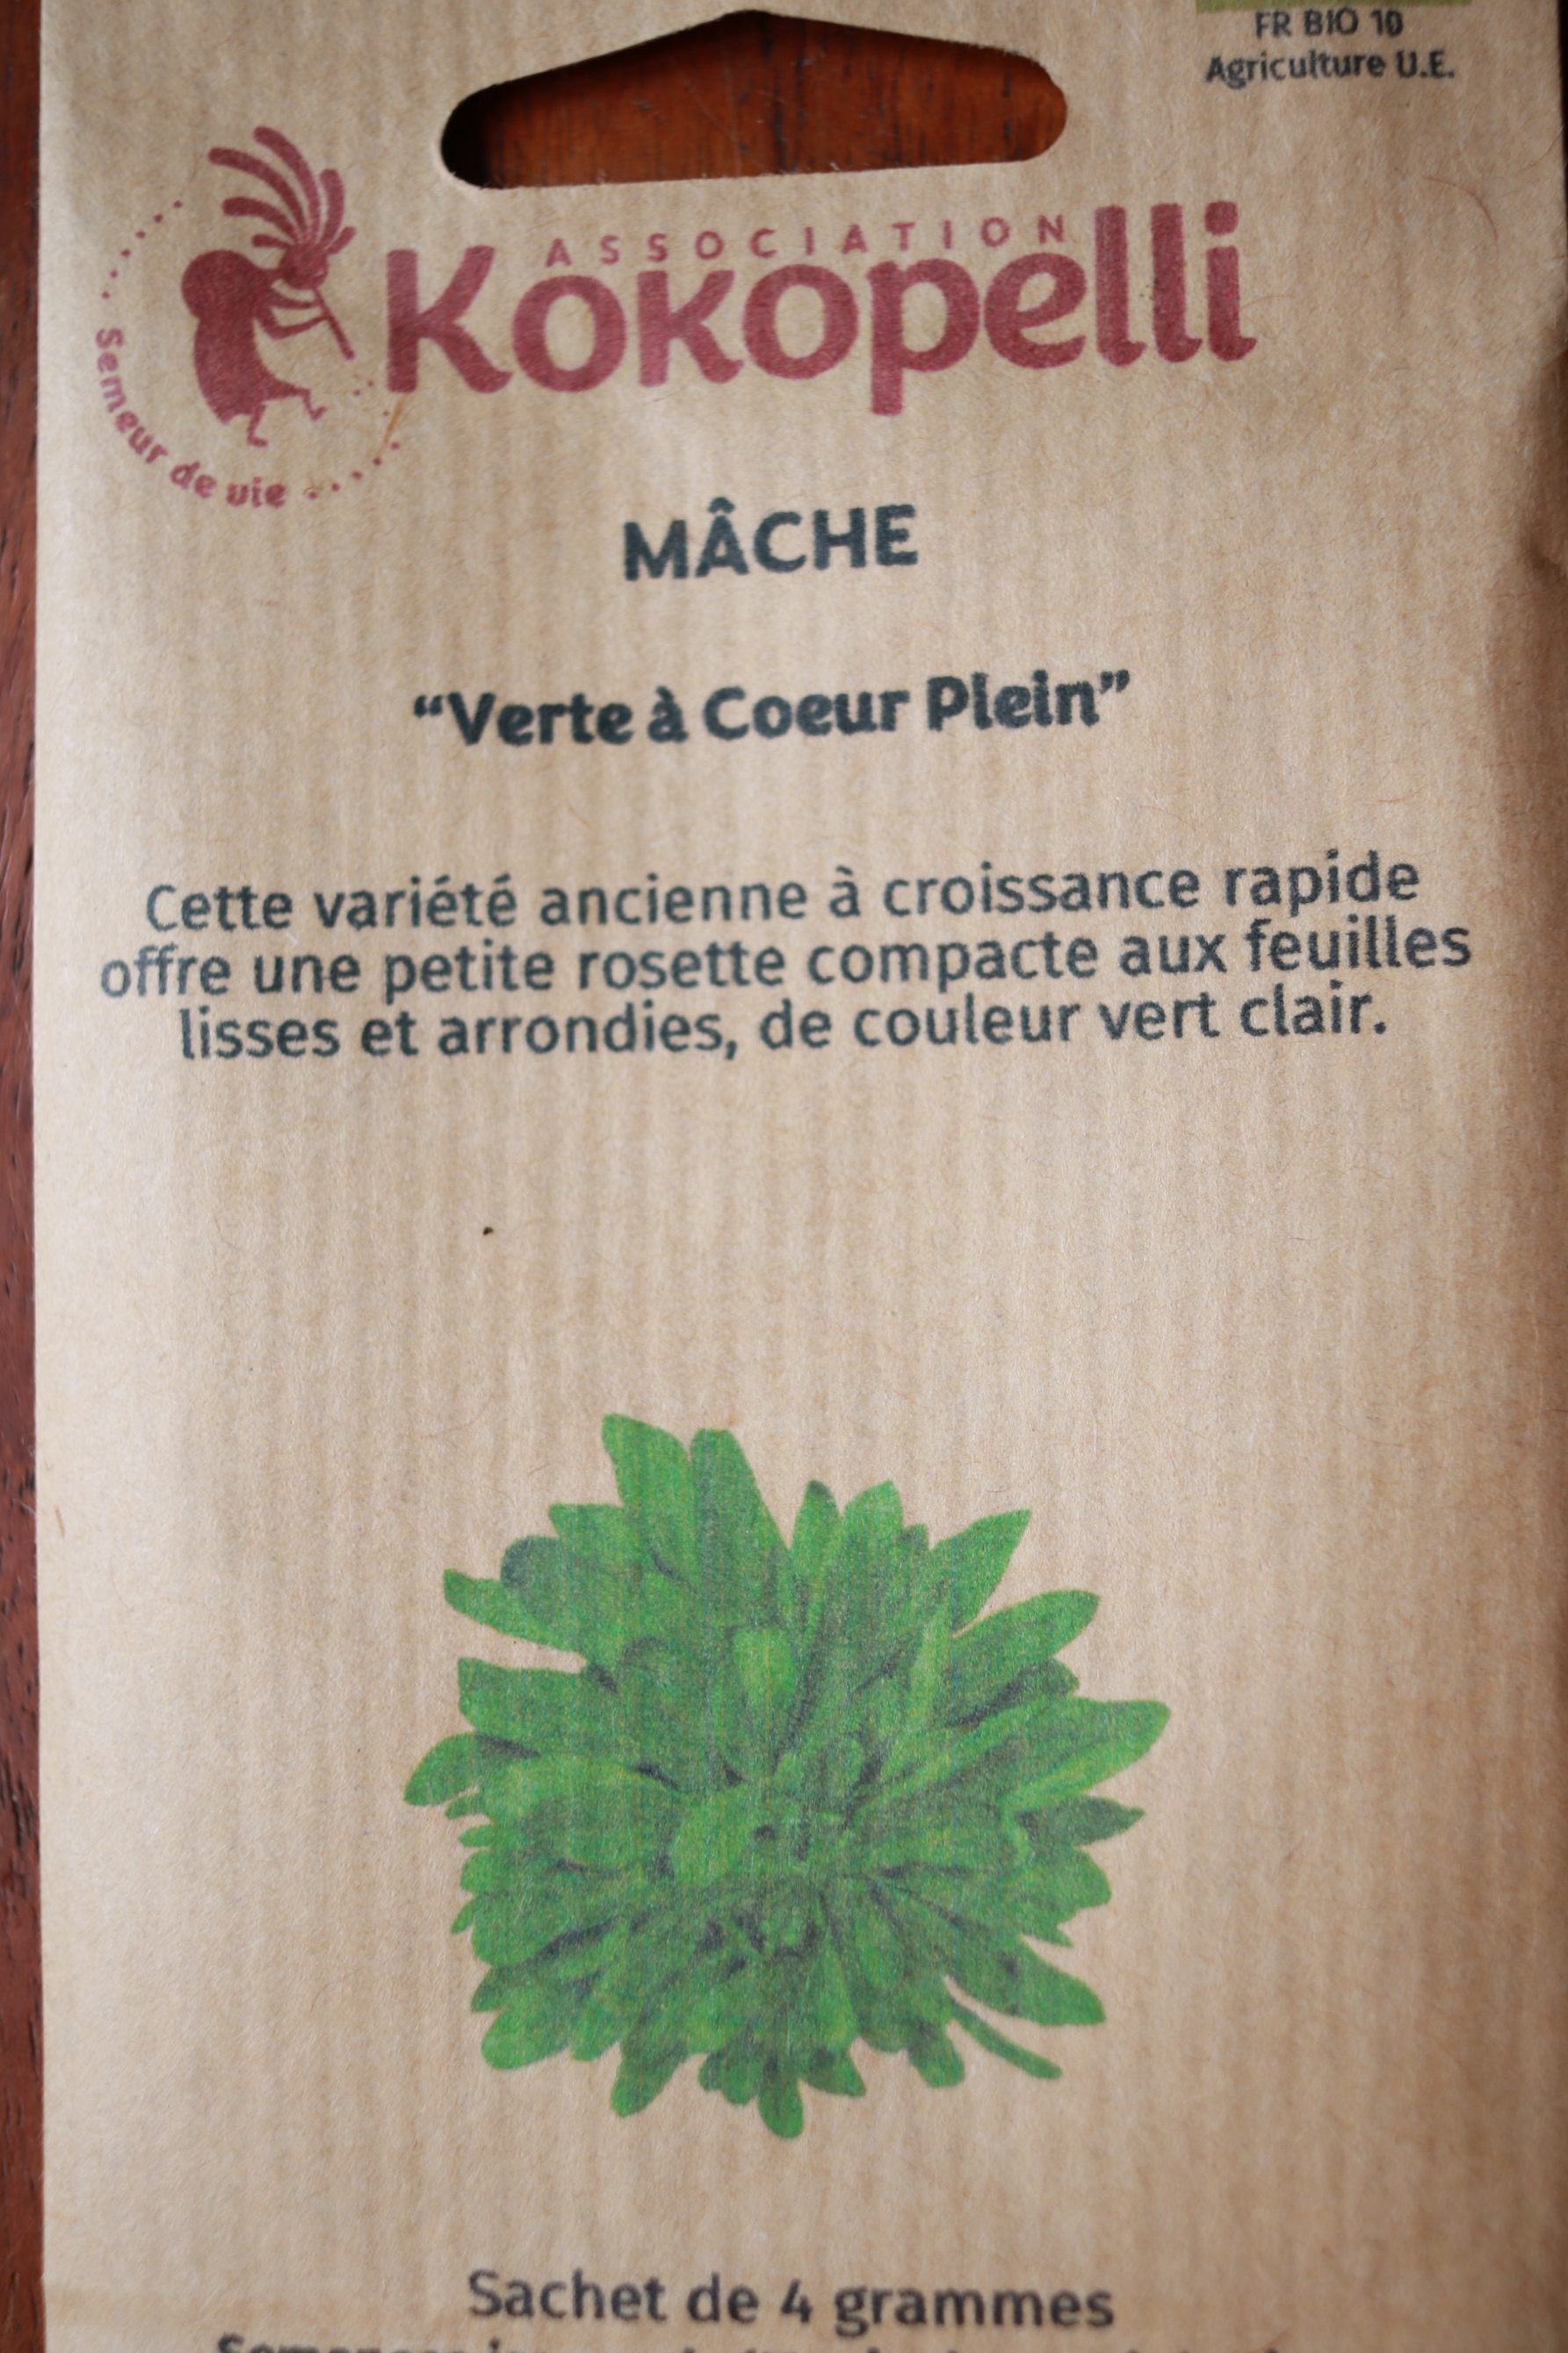 FR BIO 10
Agriculture U.E.
ASSOCIATION
Kokopelli
Semeur de vie
MÂCHE
“Verte à Coeur Plein”
Cette variété ancienne à croissance rapide
offre une petite rosette compacte aux feuilles
lisses et arrondies, de couleur vert clair.
Sachet de 4 grammes